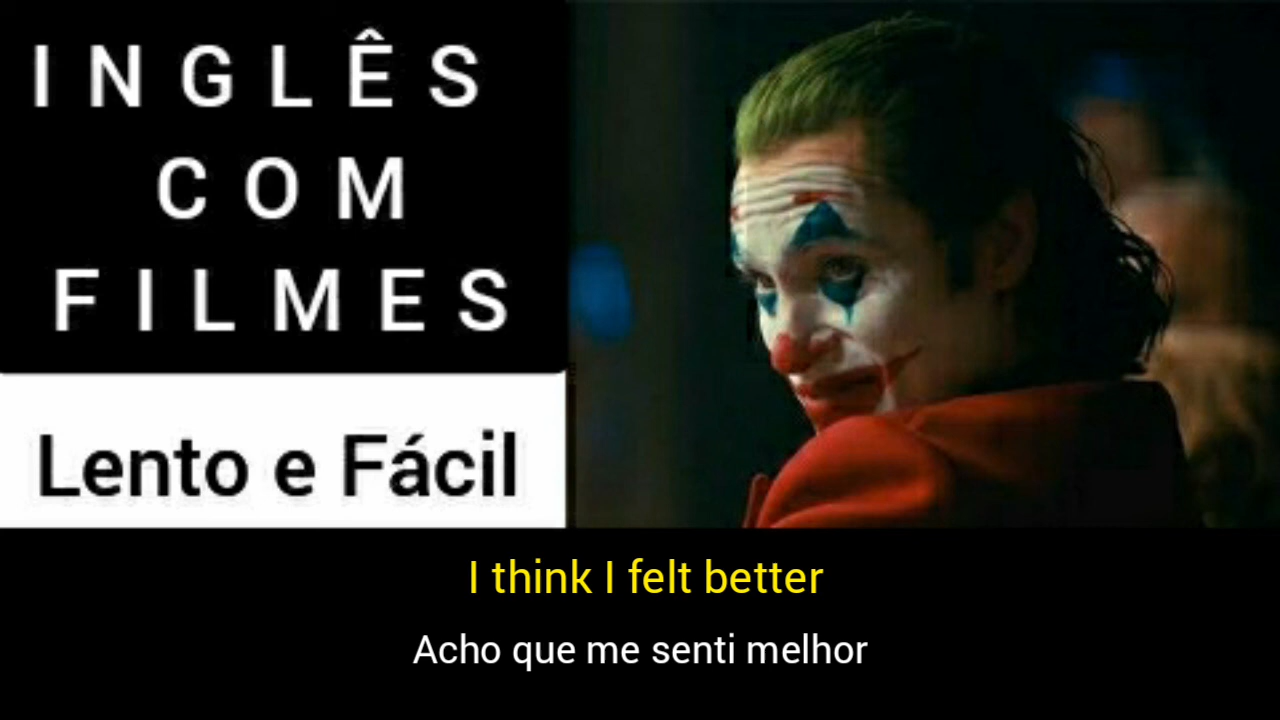 INGLÊS
COM
FILMES
Lento e Fácil
I think I felt better
Acho que me senti melhor